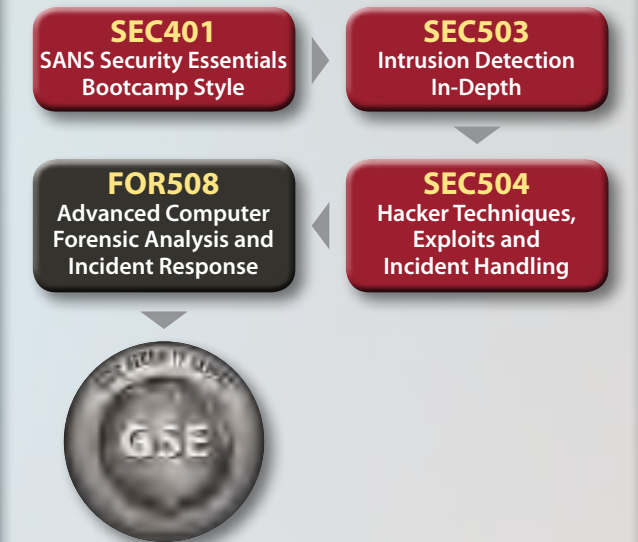 SEC401
SANS Security Essentials
Bootcamp Style
SEC503
Intrusion Detection
In-Depth
SEC504
Hacker Techniques,
Exploits and
Incident Handling
FOR508
Advanced Computer
Forensic Analysis and
Incident Response
GSE